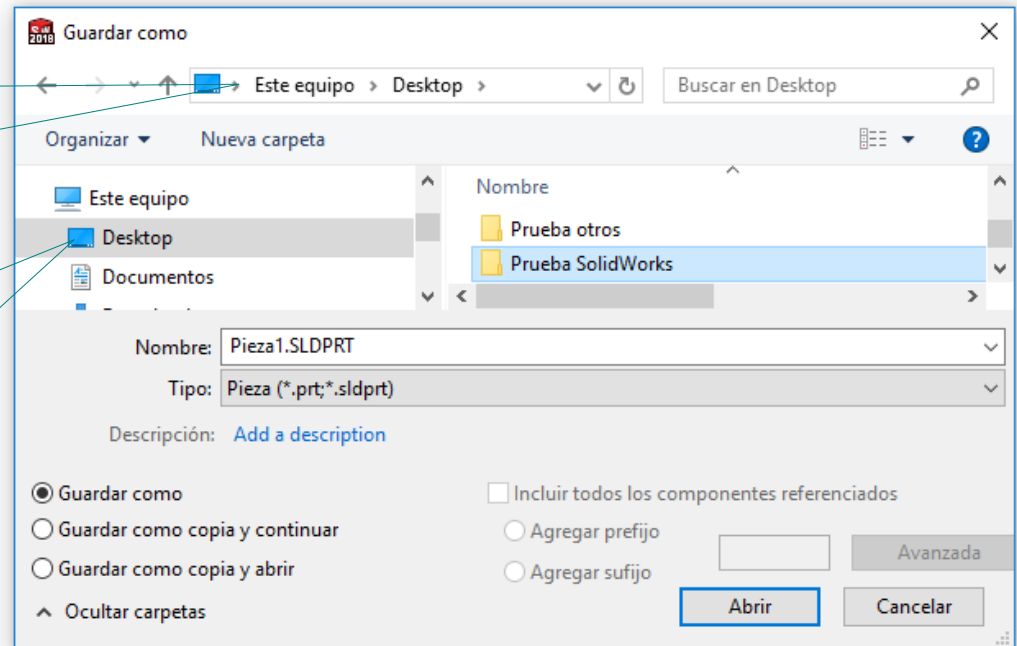 SW 2018 Guardar como
Este equipo > Desktop > Buscar en Desktop
Organizar Nueva carpeta ?
Este equipo
Desktop
Documentos
Nombre
Prueba otros
Prueba SolidWorks
Nombre: Pieza1.SLDPRT
Tipo: Pieza (*.prt;*.sldprt)
Descripción: Add a description
Guardar como
Guardar como copia y continuar
Guardar como copia y abrir
Incluir todos los componentes referenciados
Agregar prefijo
Agregar sufijo
Avanzada
Ocultar carpetas
Abrir Cancelar